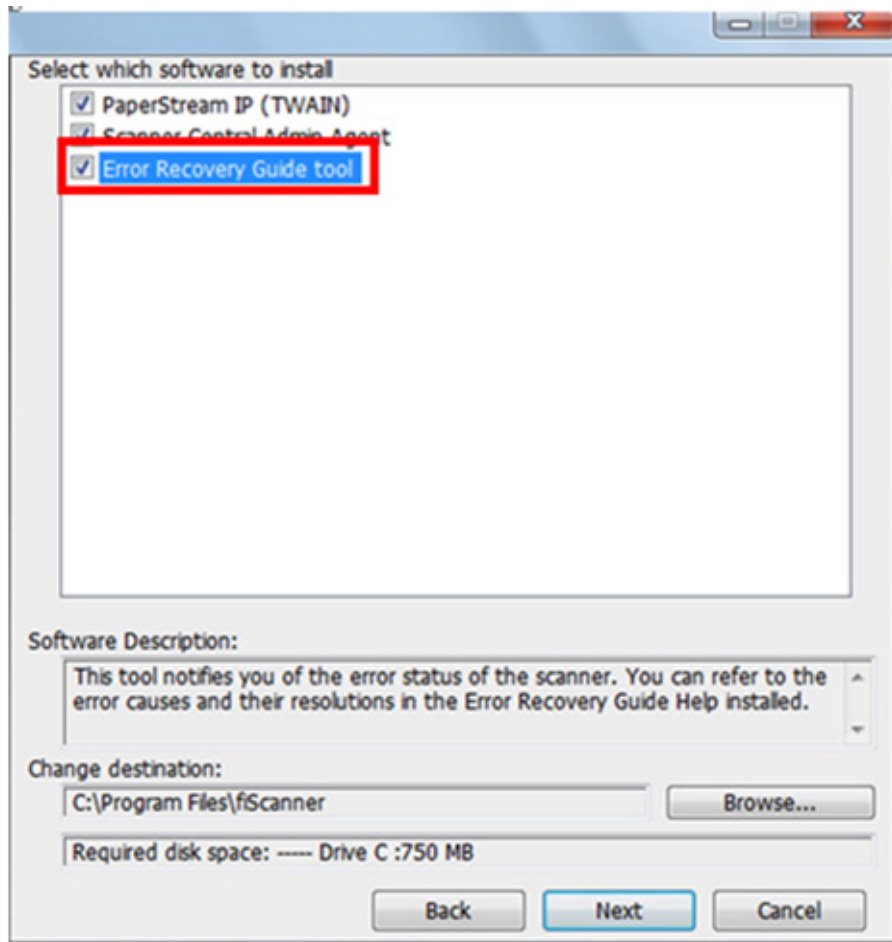 Select which software to install
PaperStream IP (TWAIN)
Scanner Central Admin Agent
Error Recovery Guide tool
Software Description:
This tool notifies you of the error status of the scanner. You can refer to the
error causes and their resolutions in the Error Recovery Guide Help installed.
Change destination:
C:\Program Files\fiScanner
Browse...
Required disk space: ----- Drive C :750 MB
Back
Next
Cancel